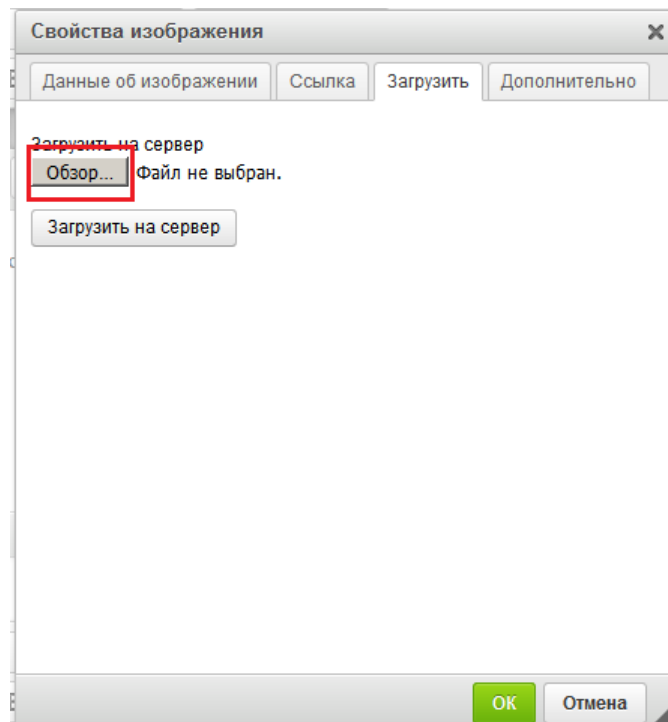 Свойства изображения
Данные об изображении Ссылка Загрузить Дополнительно
Загрузить на сервер
Обзор... Файл не выбран.
Загрузить на сервер
ОК Отмена